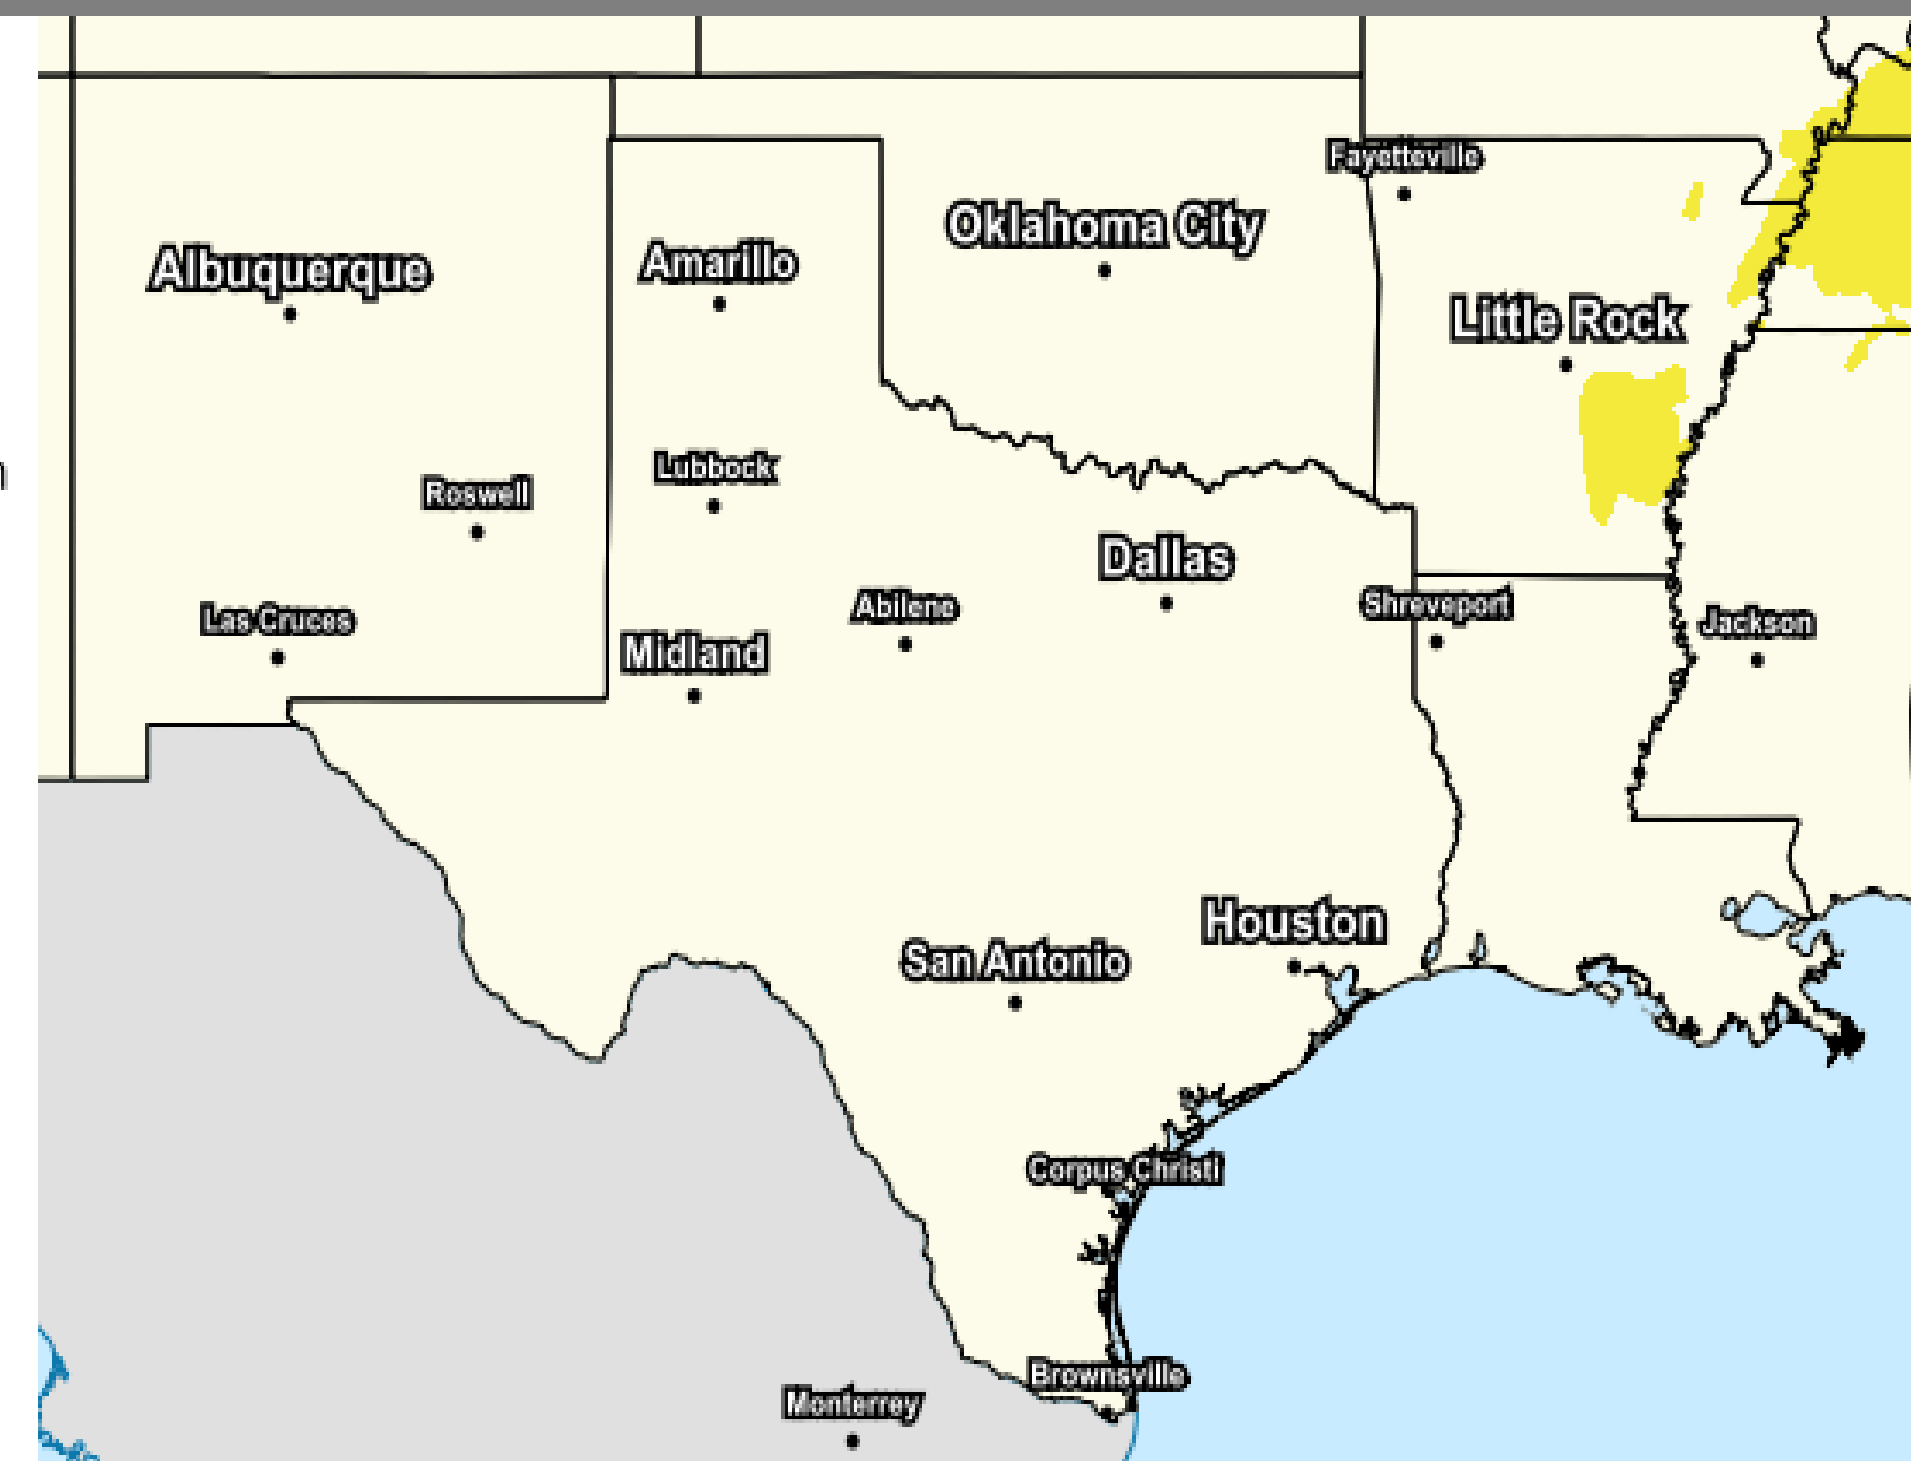 Fayetteville
Oklahoma City
Albuquerque
Amarillo
Little Rock
Lubbock
Roswell
Dallas
Abilene
Shreveport
Las Cruces
Jackson
Midland
Houston
San Antonio
Corpus Christi
Brownsville
Monterrey